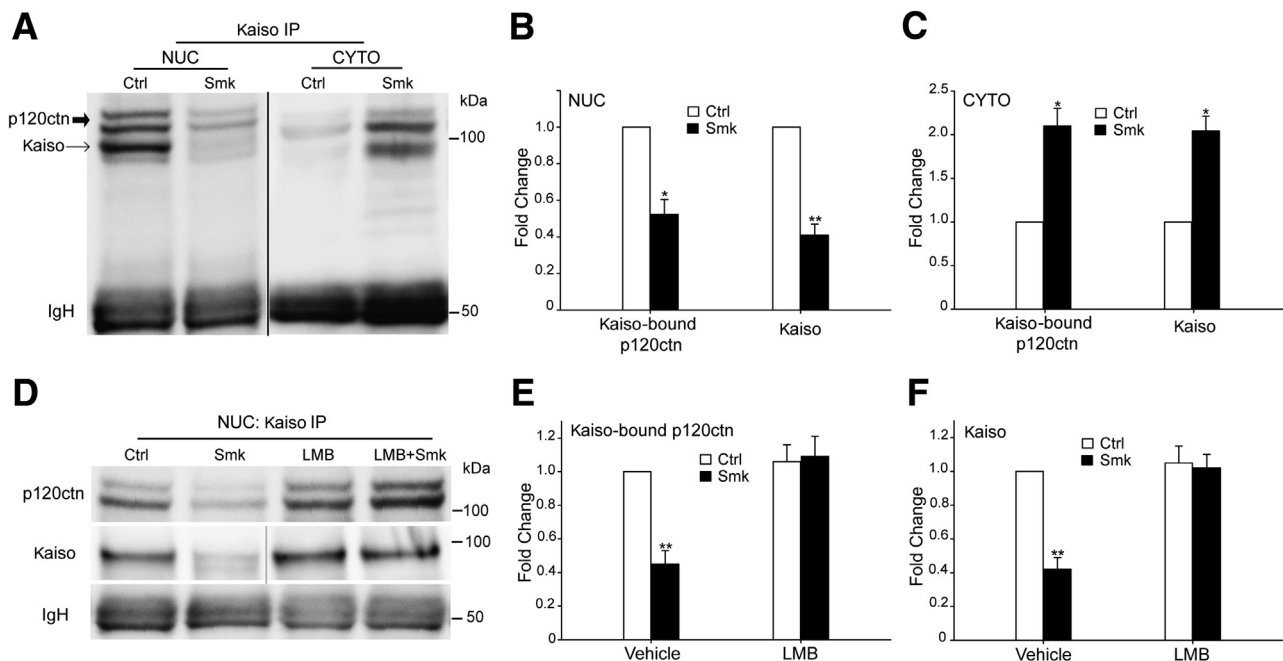 A
Kaiso IP
NUC CYTO
Ctrl Smk Ctrl Smk
kDa
p120ctn
100
Kaiso
IgH
50
B
NUC
Ctrl
Smk
Fold Change
1.0
0.8
0.6
0.4
0.2
0
*
**
Kaiso-bound
p120ctn
Kaiso
C
CYTO
Ctrl
Smk
Fold Change
2.5
2.0
1.5
1.0
0.5
0
*
*
Kaiso-bound
p120ctn
Kaiso
D
NUC: Kaiso IP
Ctrl Smk LMB LMB+Smk
kDa
p120ctn
100
100
Kaiso
IgH
50
E
Kaiso-bound p120ctn
Ctrl
Smk
Fold Change
1.2
1.0
0.8
0.6
0.4
0.2
0
**
Vehicle LMB
F
Kaiso
Ctrl
Smk
Fold Change
1.2
1.0
0.8
0.6
0.4
0.2
0
**
Vehicle LMB